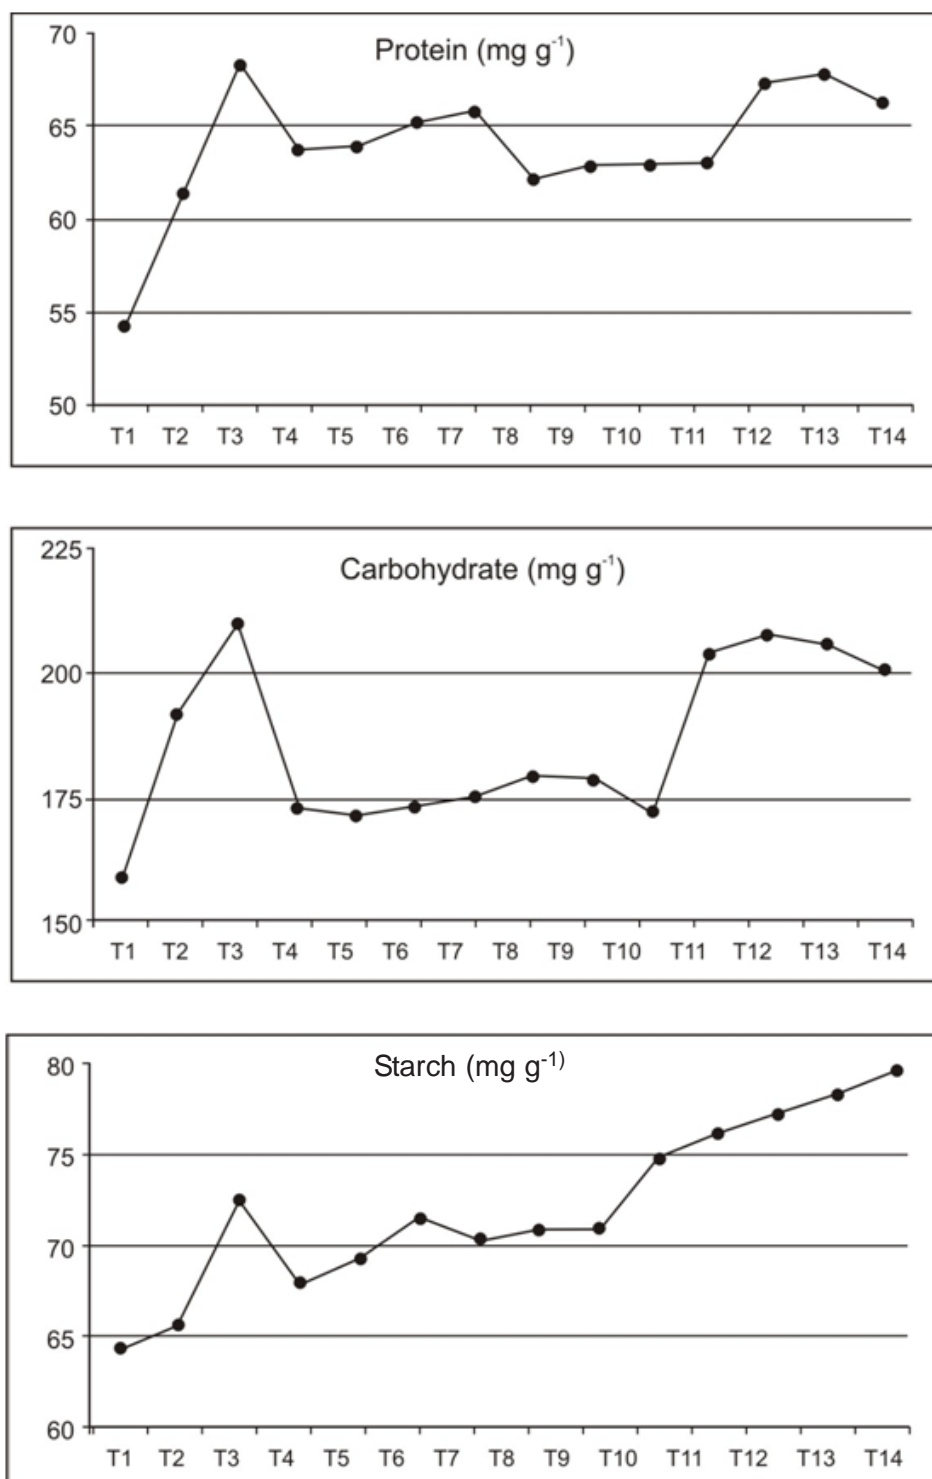 Protein (mg g-1)
70
65
60
55
50
T1 T2 T3 T4 T5 T6 T7 T8 T9 T10 T11 T12 T13 T14
Carbohydrate (mg g-1)
225
200
175
150
T1 T2 T3 T4 T5 T6 T7 T8 T9 T10 T11 T12 T13 T14
Starch (mg g-1)
80
75
70
65
60
T1 T2 T3 T4 T5 T6 T7 T8 T9 T10 T11 T12 T13 T14